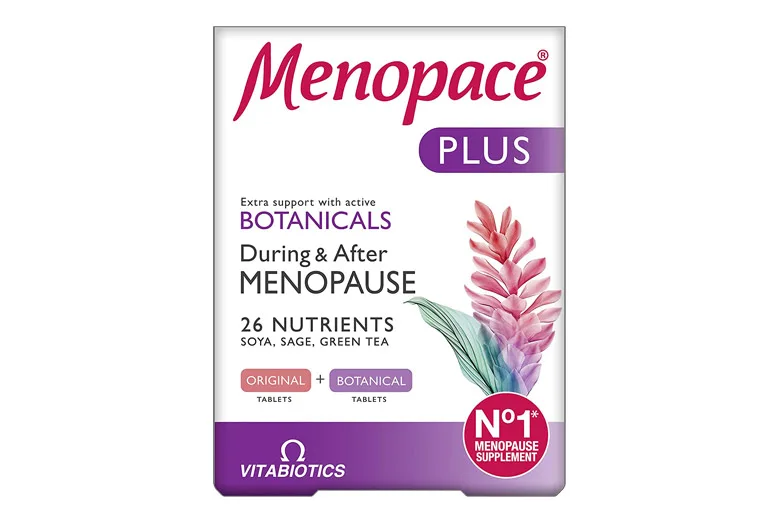 Menopace®
PLUS
Extra support with active
BOTANICALS
During & After
MENOPAUSE
26 NUTRIENTS
SOYA, SAGE, GREEN TEA
ORIGINAL + BOTANICAL
TABLETS TABLETS
Nº1*
MENOPAUSE
SUPPLEMENT
VITABIOTICS